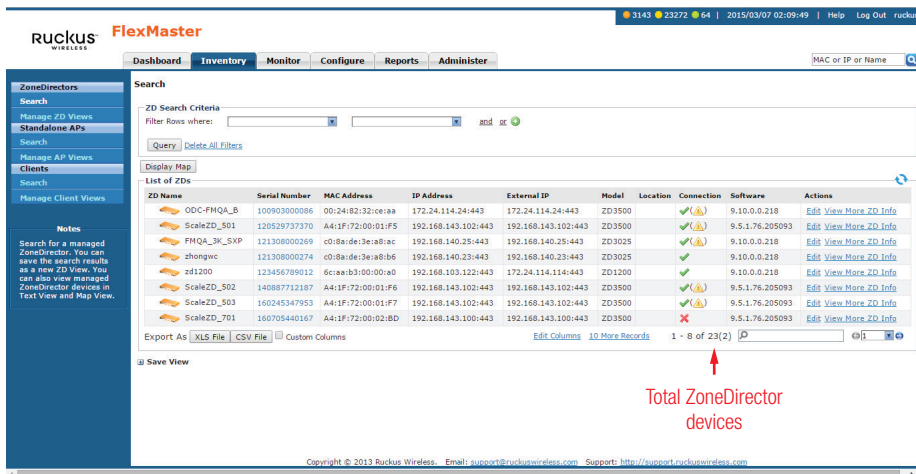 3143 23272 64 | 2015/03/07 02:09:49 | Help Log Out ruckus
RUCKUS WIRELESS FlexMaster
Dashboard Inventory Monitor Configure Reports Administer MAC or IP or Name
ZoneDirectors
Search
Manage ZD Views
Standalone APs
Search
Manage AP Views
Clients
Search
Manage Client Views
Notes
Search for a managed
ZoneDirector. You can
save the search results
as a new ZD View. You
can also view managed
ZoneDirector devices in
Text View and Map View.
Search
ZD Search Criteria
Filter Rows where: and or
Query Delete All Filters
Display Map
List of ZDs
ZD Name Serial Number MAC Address IP Address External IP Model Location Connection Software Actions
ODC-FMQA_B 100903000086 00:24:82:32:ce:aa 172.24.114.24:443 172.24.114.24:443 ZD3500 9.10.0.0.218 Edit View More ZD Info
ScaleZD_501 120529737370 A4:1F:72:00:01:F5 192.168.143.102:443 192.168.143.102:443 ZD3500 9.5.1.76.205093 Edit View More ZD Info
FMQA_3K_SXP 121308000269 c0:8a:de:3e:a8:ac 192.168.140.25:443 192.168.140.25:443 ZD3025 9.10.0.0.218 Edit View More ZD Info
zhongwc 121308000274 c0:8a:de:3e:a8:b6 192.168.140.23:443 192.168.140.23:443 ZD3025 9.10.0.0.218 Edit View More ZD Info
zd1200 123456789012 6c:aa:b3:00:00:a0 192.168.103.122:443 172.24.114.114:443 ZD1200 9.10.0.0.218 Edit View More ZD Info
ScaleZD_502 140887712187 A4:1F:72:00:01:F6 192.168.143.102:443 192.168.143.102:443 ZD3500 9.5.1.76.205093 Edit View More ZD Info
ScaleZD_503 160245347953 A4:1F:72:00:01:F7 192.168.143.102:443 192.168.143.102:443 ZD3500 9.5.1.76.205093 Edit View More ZD Info
ScaleZD_701 160705440167 A4:1F:72:00:02:BD 192.168.143.100:443 192.168.143.100:443 ZD3500 9.5.1.76.205093 Edit View More ZD Info
Export As XLS File CSV File Custom Columns Edit Columns 10 More Records 1 - 8 of 23(2) 1
Save View
Total ZoneDirector
devices
Copyright © 2013 Ruckus Wireless. Email: support@ruckuswireless.com Support: http://support.ruckuswireless.com